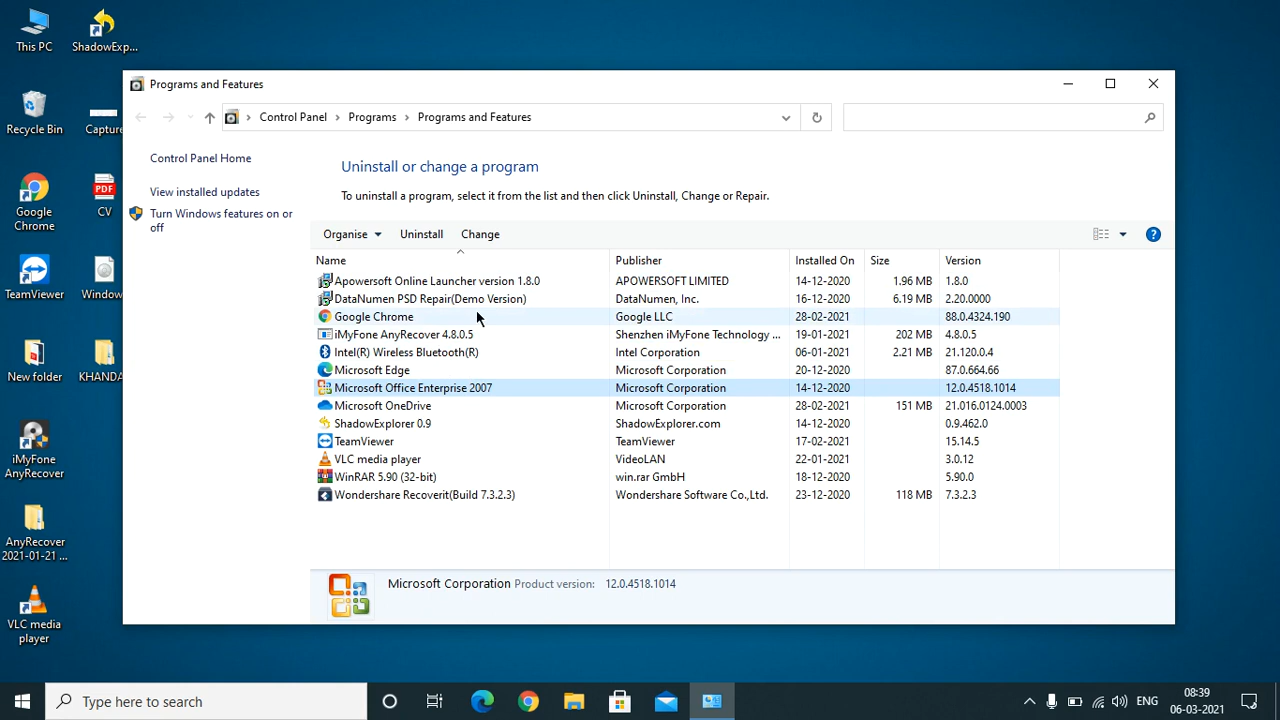 This PC
ShadowExp...
Recycle Bin
Capture
Google
Chrome
PDF
CV
TeamViewer
Window
New folder
KHANDA
iMyFone
AnyRecover
AnyRecover
2021-01-21 ...
VLC media
player
Programs and Features
Control Panel
Programs
Programs and Features
Control Panel Home
View installed updates
Turn Windows features on or
off
Uninstall or change a program
To uninstall a program, select it from the list and then click Uninstall, Change or Repair.
Organise Uninstall Change
Name Publisher Installed On Size Version
Apowersoft Online Launcher version 1.8.0 APOWERSOFT LIMITED 14-12-2020 1.96 MB 1.8.0
DataNumen PSD Repair(Demo Version) DataNumen, Inc. 16-12-2020 6.19 MB 2.20.0000
Google Chrome Google LLC 28-02-2021 88.0.4324.190
iMyFone AnyRecover 4.8.0.5 Shenzhen iMyFone Technology ... 19-01-2021 202 MB 4.8.0.5
Intel(R) Wireless Bluetooth(R) Intel Corporation 06-01-2021 2.21 MB 21.120.0.4
Microsoft Edge Microsoft Corporation 20-12-2020 87.0.664.66
Microsoft Office Enterprise 2007 Microsoft Corporation 14-12-2020 12.0.4518.1014
Microsoft OneDrive Microsoft Corporation 28-02-2021 151 MB 21.016.0124.0003
ShadowExplorer 0.9 ShadowExplorer.com 14-12-2020 0.9.462.0
TeamViewer TeamViewer 17-02-2021 15.14.5
VLC media player VideoLAN 22-01-2021 3.0.12
WinRAR 5.90 (32-bit) win.rar GmbH 18-12-2020 5.90.0
Wondershare Recoverit(Build 7.3.2.3) Wondershare Software Co.,Ltd. 23-12-2020 118 MB 7.3.2.3
Microsoft Corporation Product version: 12.0.4518.1014
Type here to search
ENG
08:39
06-03-2021